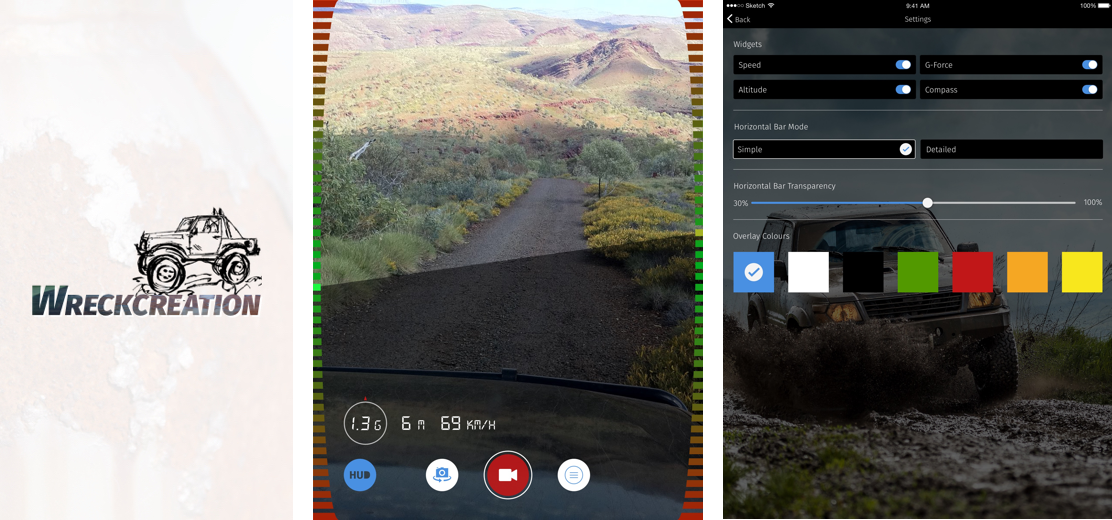 WRECKCREATION
1.3 G 6 M 69 KM/H
HUD
Sketch 9:41 AM 100%
Back Settings
Widgets
Speed G-Force
Altitude Compass
Horizontal Bar Mode
Simple Detailed
Horizontal Bar Transparency
30% 100%
Overlay Colours